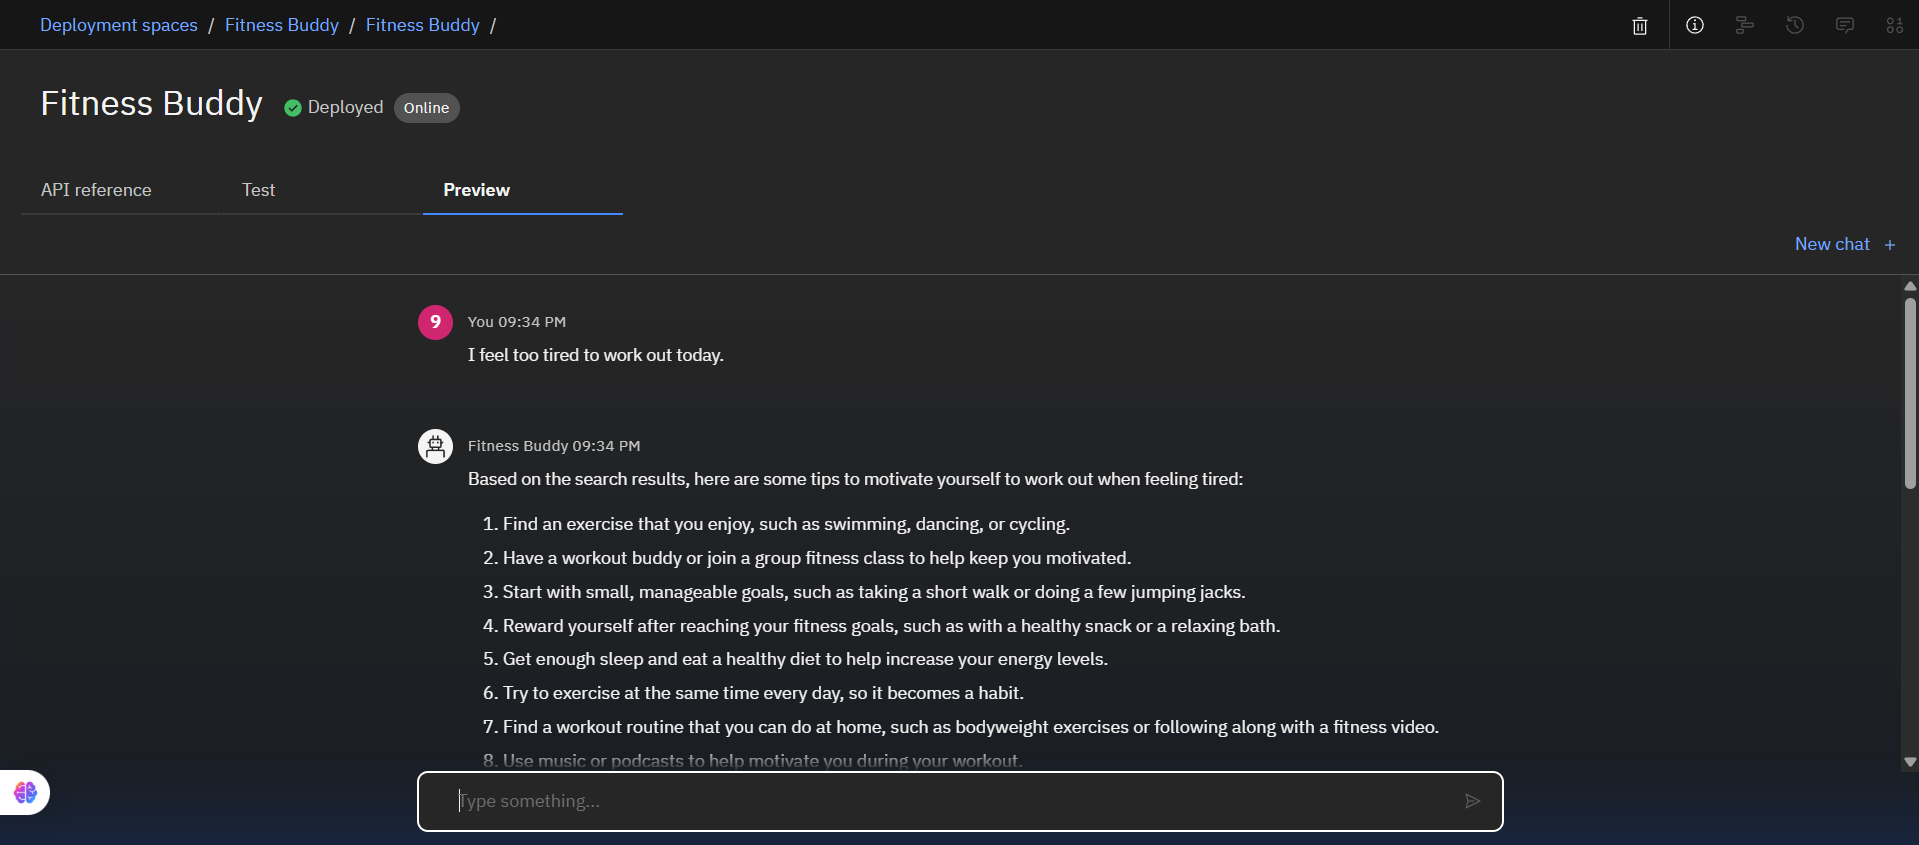 Deployment spaces / Fitness Buddy / Fitness Buddy /
Fitness Buddy Deployed Online
API reference Test Preview
New chat +
9 You 09:34 PM
I feel too tired to work out today.
Fitness Buddy 09:34 PM
Based on the search results, here are some tips to motivate yourself to work out when feeling tired:
1. Find an exercise that you enjoy, such as swimming, dancing, or cycling.
2. Have a workout buddy or join a group fitness class to help keep you motivated.
3. Start with small, manageable goals, such as taking a short walk or doing a few jumping jacks.
4. Reward yourself after reaching your fitness goals, such as with a healthy snack or a relaxing bath.
5. Get enough sleep and eat a healthy diet to help increase your energy levels.
6. Try to exercise at the same time every day, so it becomes a habit.
7. Find a workout routine that you can do at home, such as bodyweight exercises or following along with a fitness video.
8. Use music or podcasts to help motivate you during your workout.
Type something...